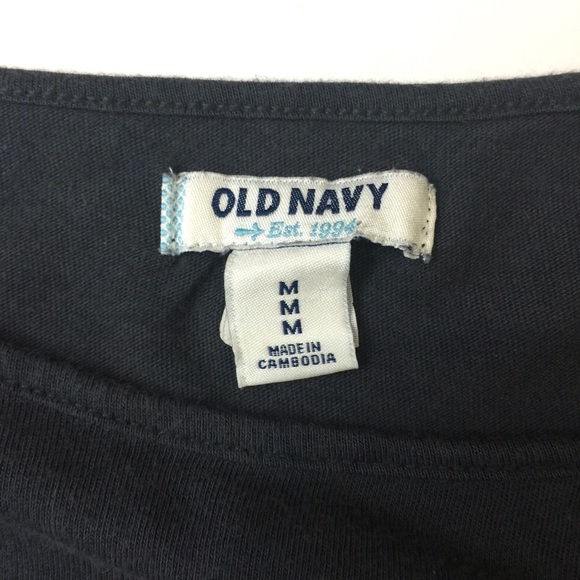 OLD NAVY
Est. 1994
M
M
M
MADE IN
CAMBODIA